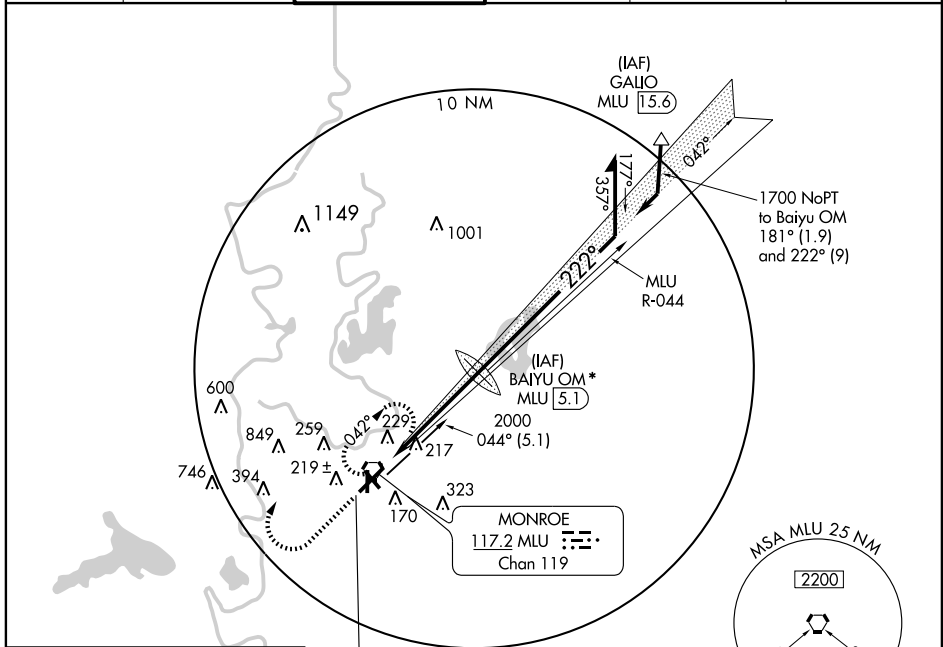 (IAF)
GALIO
MLU 15.6
10 NM
042°
177°
357°
1700 NoPT
to Baiyu OM
181° (1.9)
and 222° (9)
1149
1001
222°
MLU
R-044
(IAF)
BAIYU OM*
MLU 5.1
2000
044° (5.1)
600
042°
229
849
259
217
219 ±
746
394
170
323
MONROE
117.2 MLU
Chan 119
MSA MLU 25 NM
2200